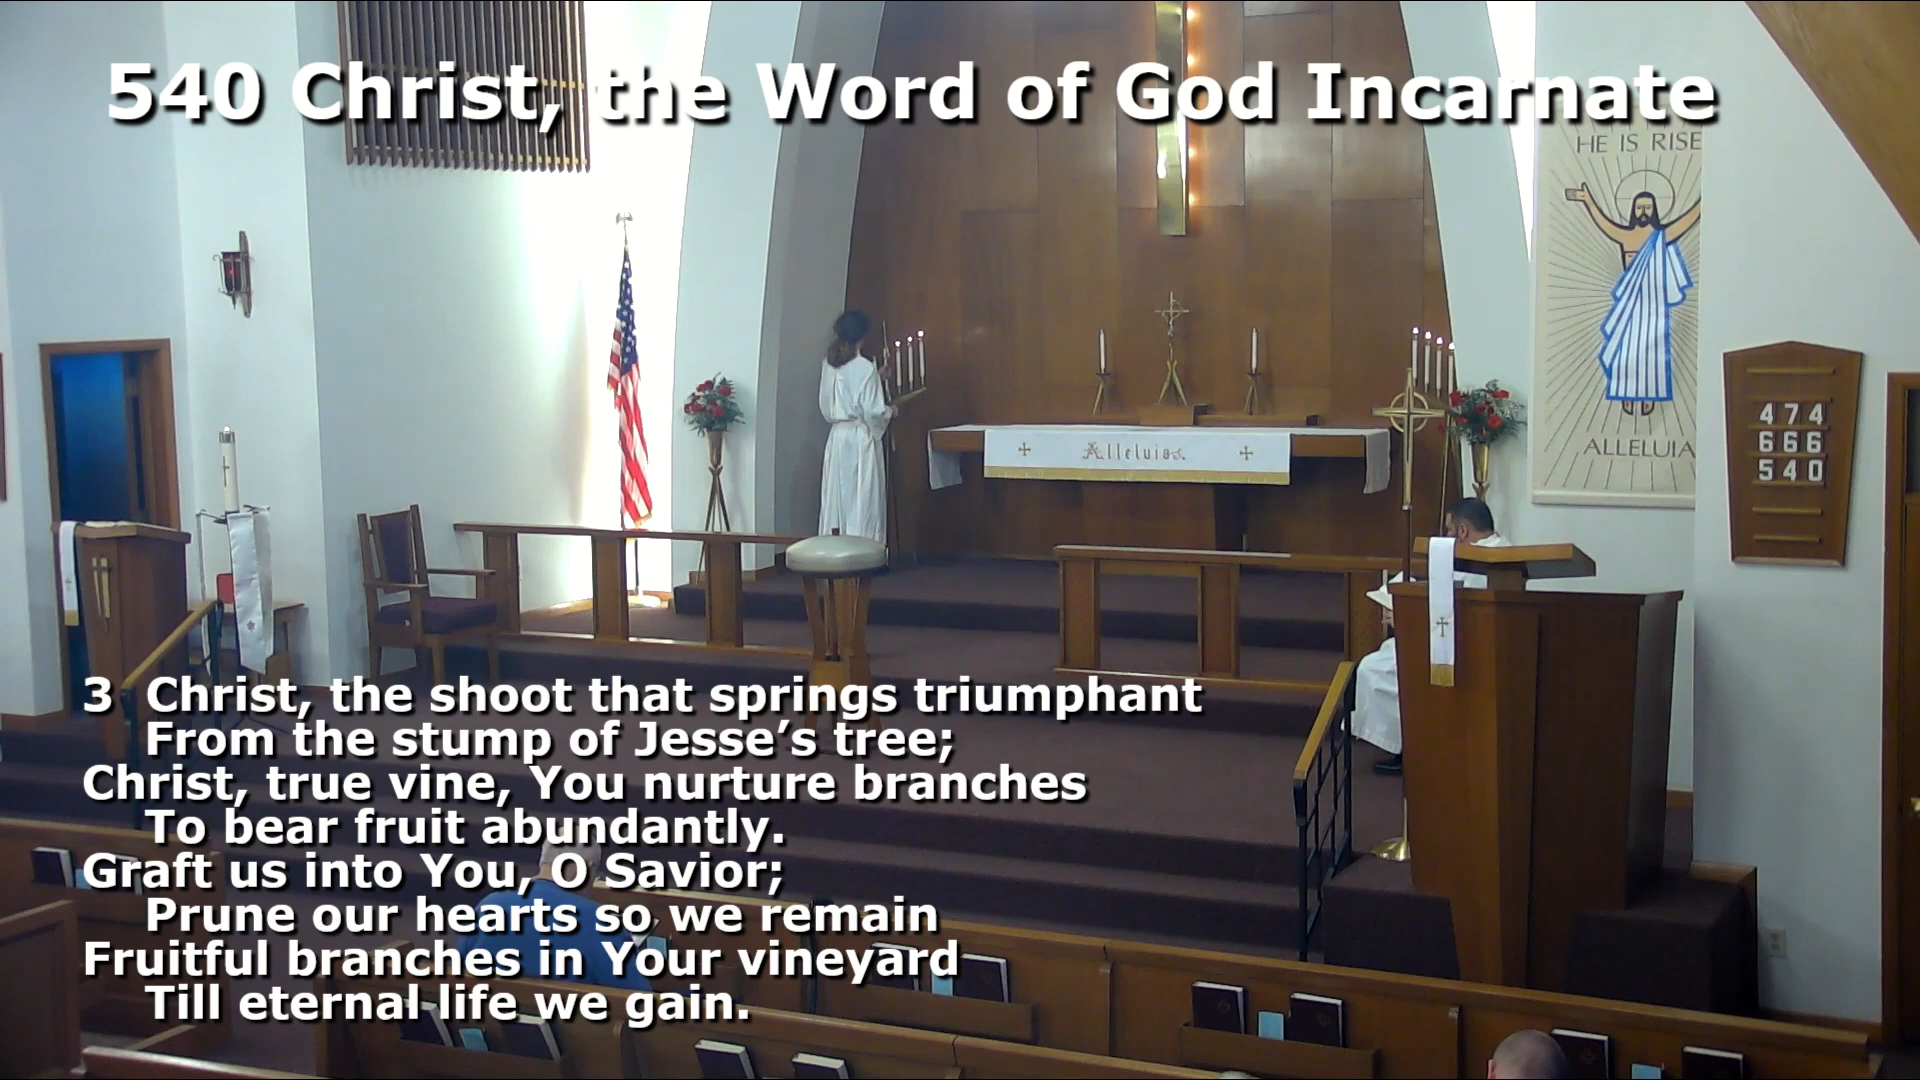 540 Christ, the Word of God Incarnate
HE IS RISE
ALLELUIA
474
666
540
Alleluia
3 Christ, the shoot that springs triumphant
From the stump of Jesse’s tree;
Christ, true vine, You nurture branches
To bear fruit abundantly.
Graft us into You, O Savior;
Prune our hearts so we remain
Fruitful branches in Your vineyard
Till eternal life we gain.